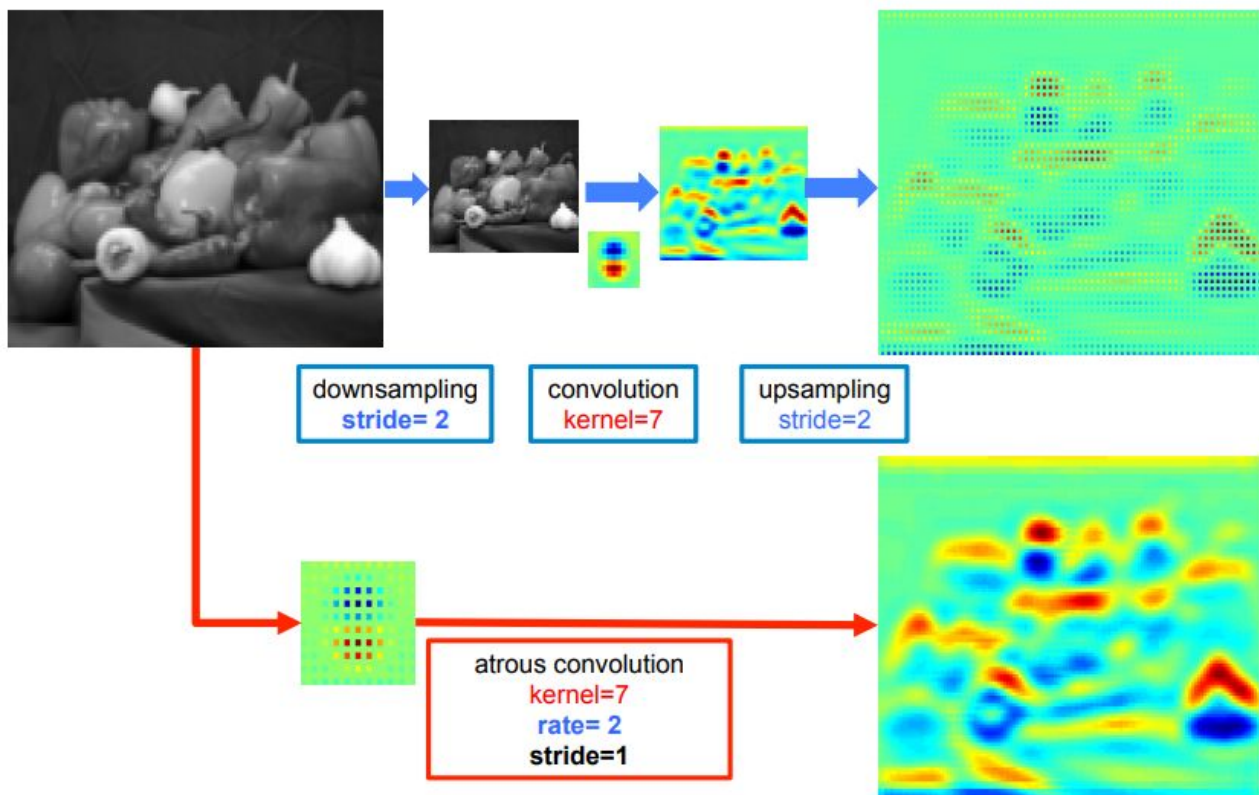 downsampling
stride= 2
convolution
kernel=7
upsampling
stride=2
atrous convolution
kernel=7
rate= 2
stride=1